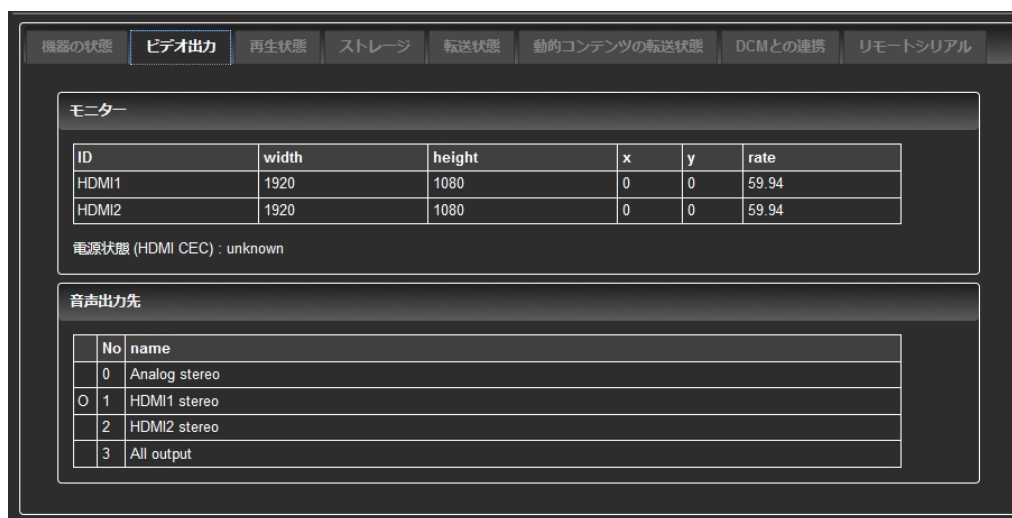 機器の状態 ビデオ出力 再生状態 ストレージ 転送状態 動的コンテンツの転送状態 DCMとの連携 リモートシリアル
モニター
ID width height x y rate
HDMI1 1920 1080 0 0 59.94
HDMI2 1920 1080 0 0 59.94
電源状態 (HDMI CEC) : unknown
音声出力先
No name
0 Analog stereo
O 1 HDMI1 stereo
2 HDMI2 stereo
3 All output